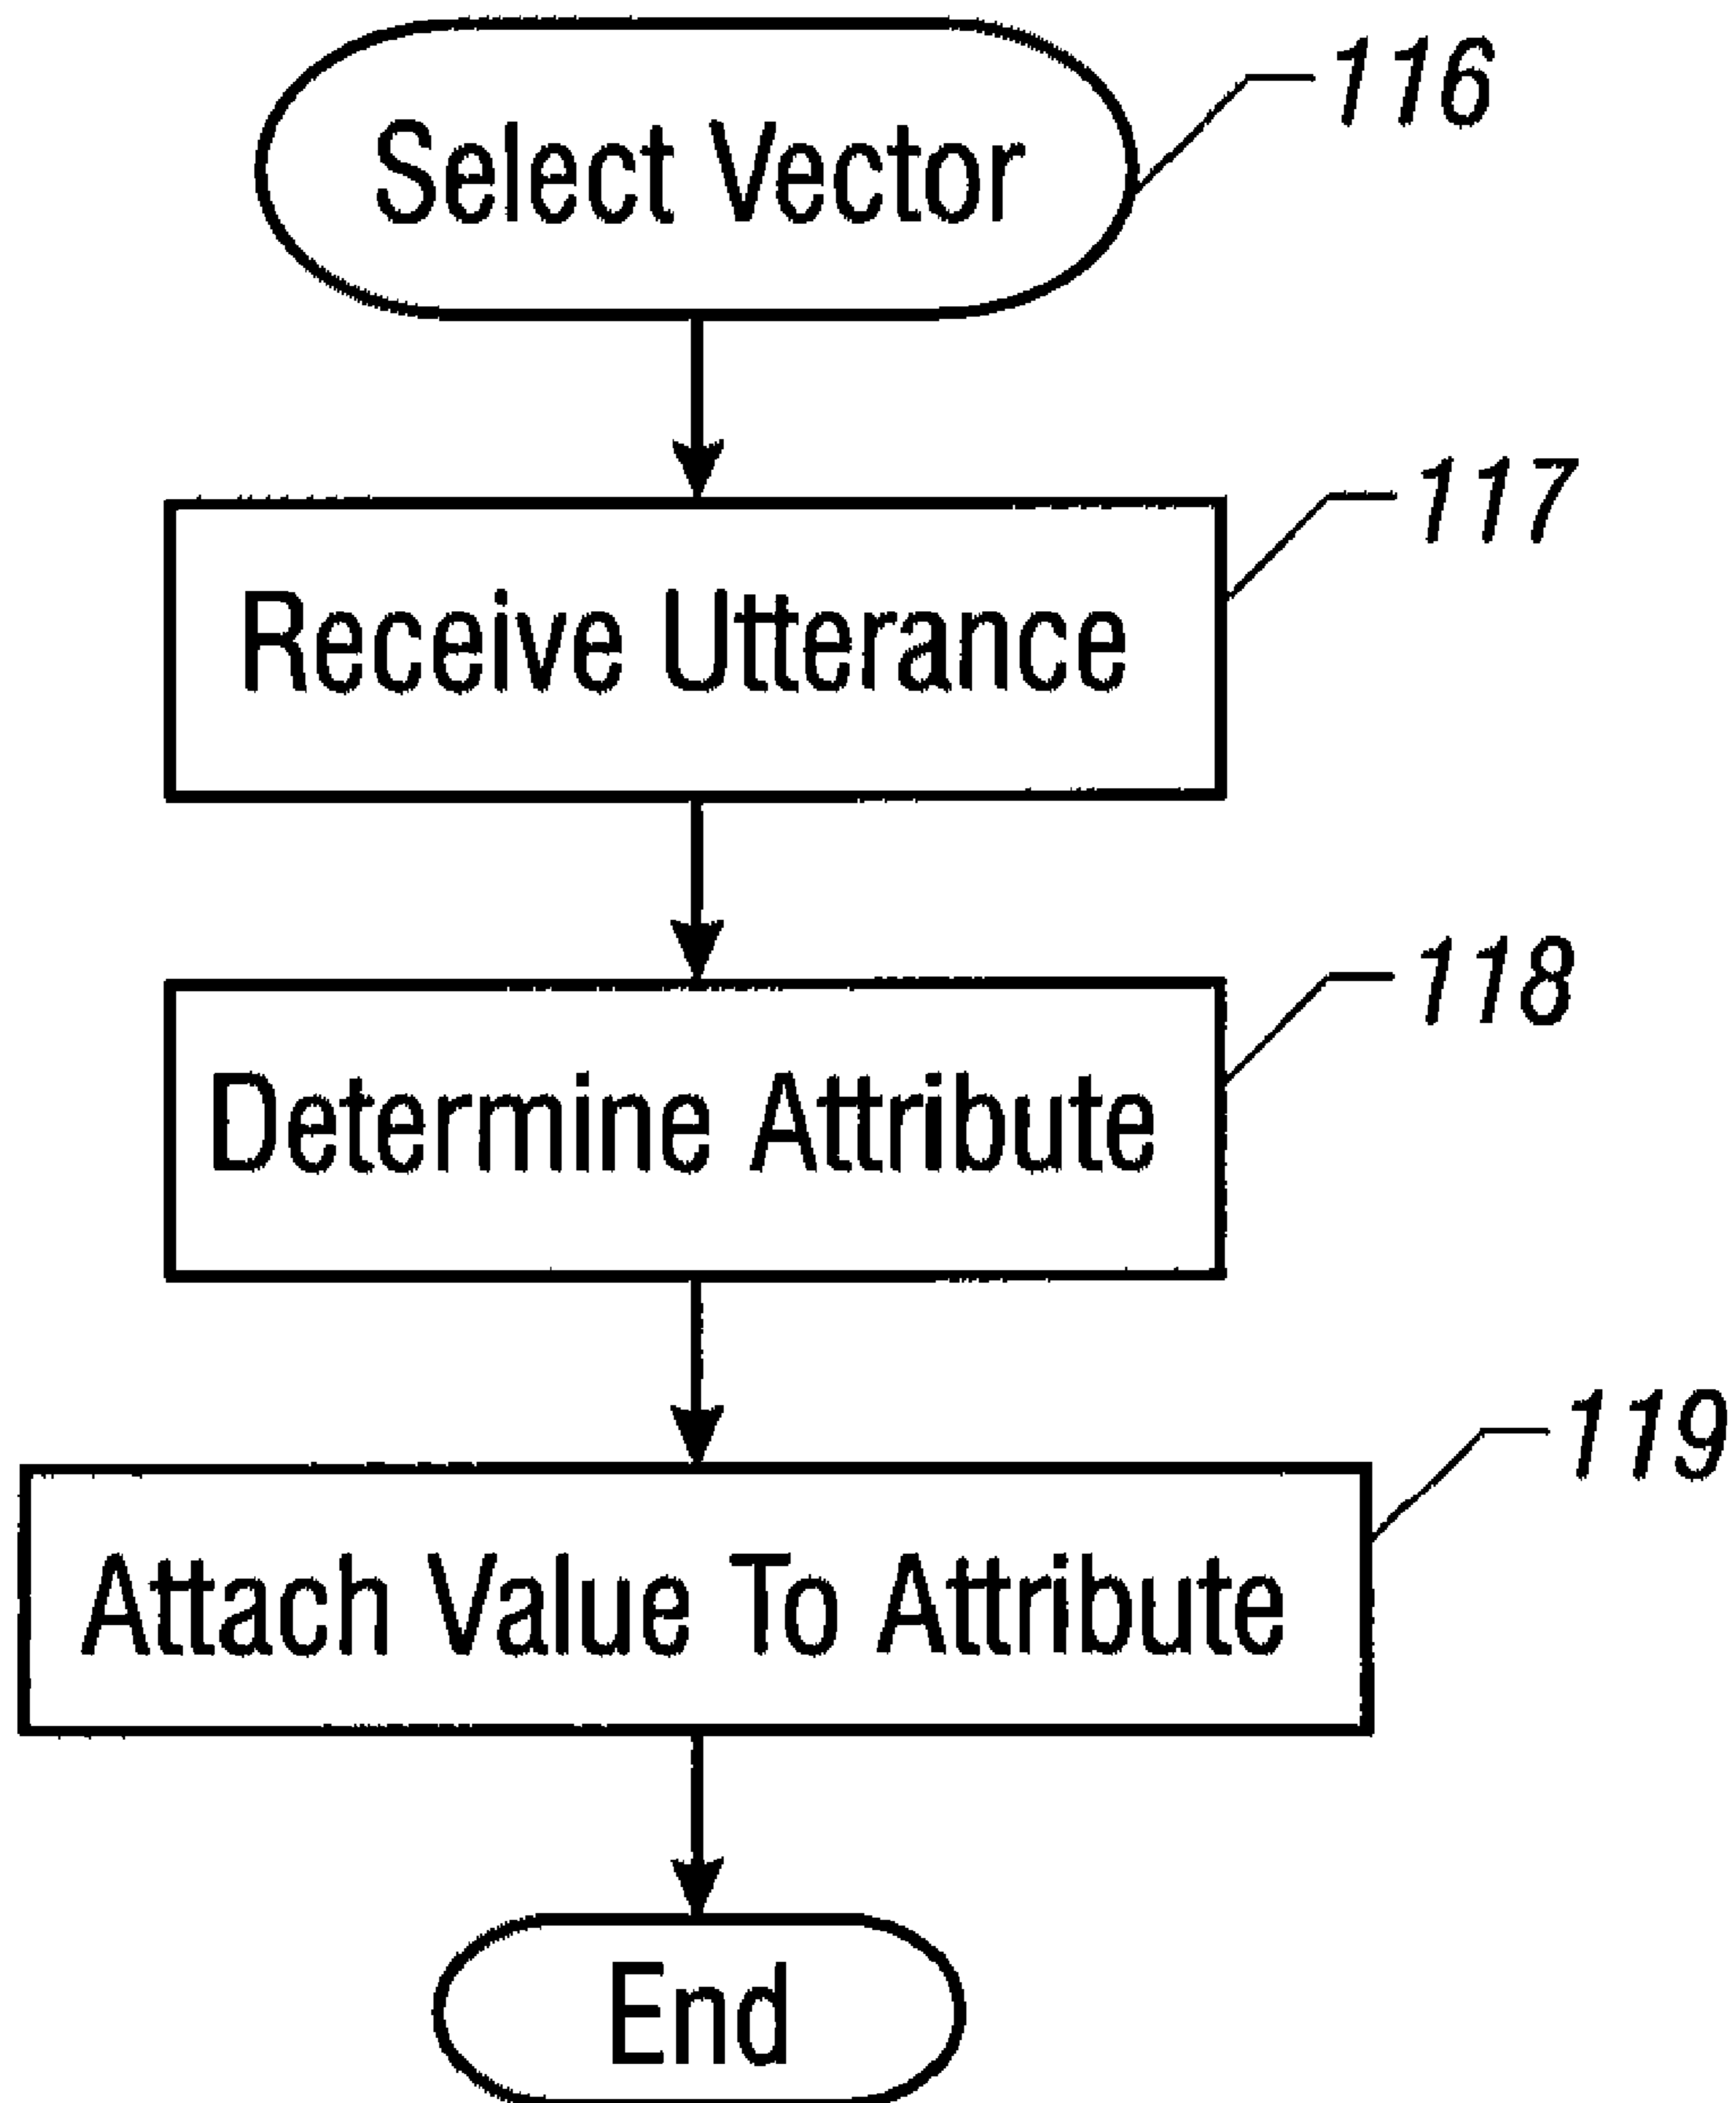 Select Vector
116
Receive Utterance
117
Determine Attribute
118
Attach Value To Attribute
119
End